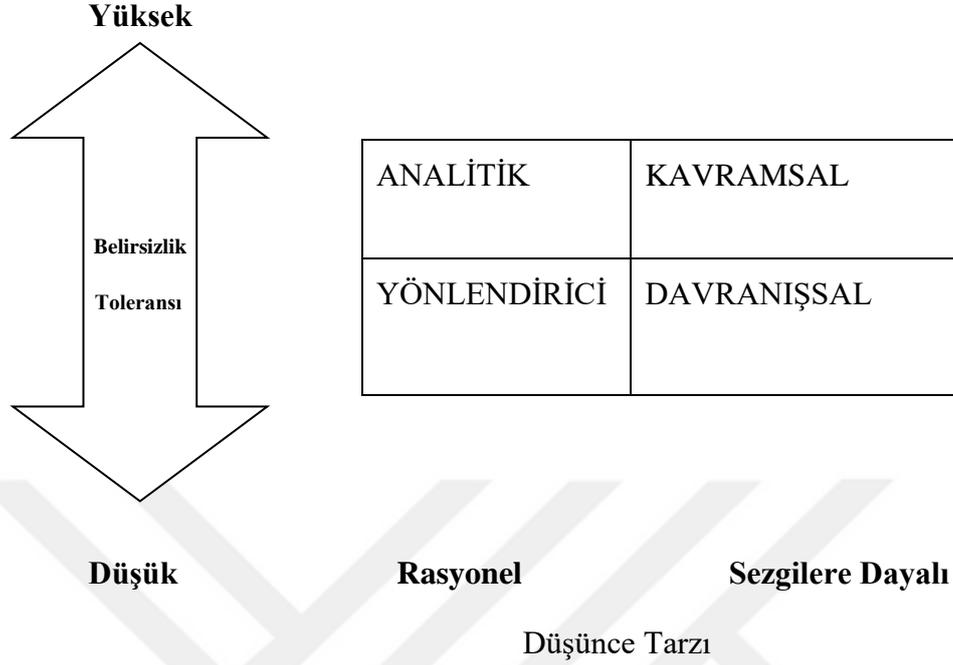 Yüksek
ANALİTİK KAVRAMSAL
Belirsizlik
Toleransı
YÖNLENDİRİCİ DAVRANIŞSAL
Düşük Rasyonel Sezgilere Dayalı
Düşünce Tarzı